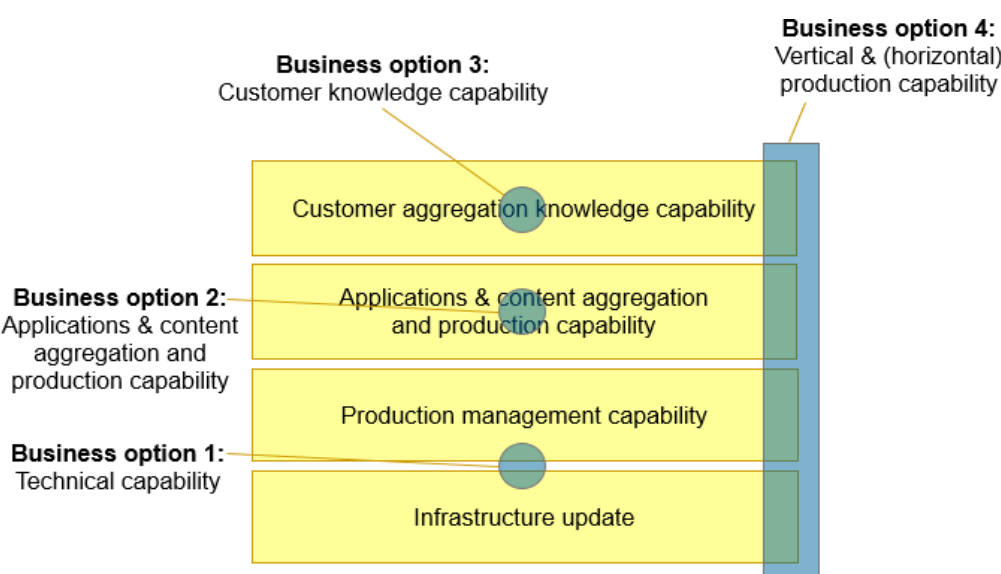 Business option 4:
Vertical & (horizontal)
production capability
Business option 3:
Customer knowledge capability
Customer aggregation knowledge capability
Business option 2:
Applications & content
aggregation and
production capability
Applications & content aggregation
and production capability
Production management capability
Business option 1:
Technical capability
Infrastructure update